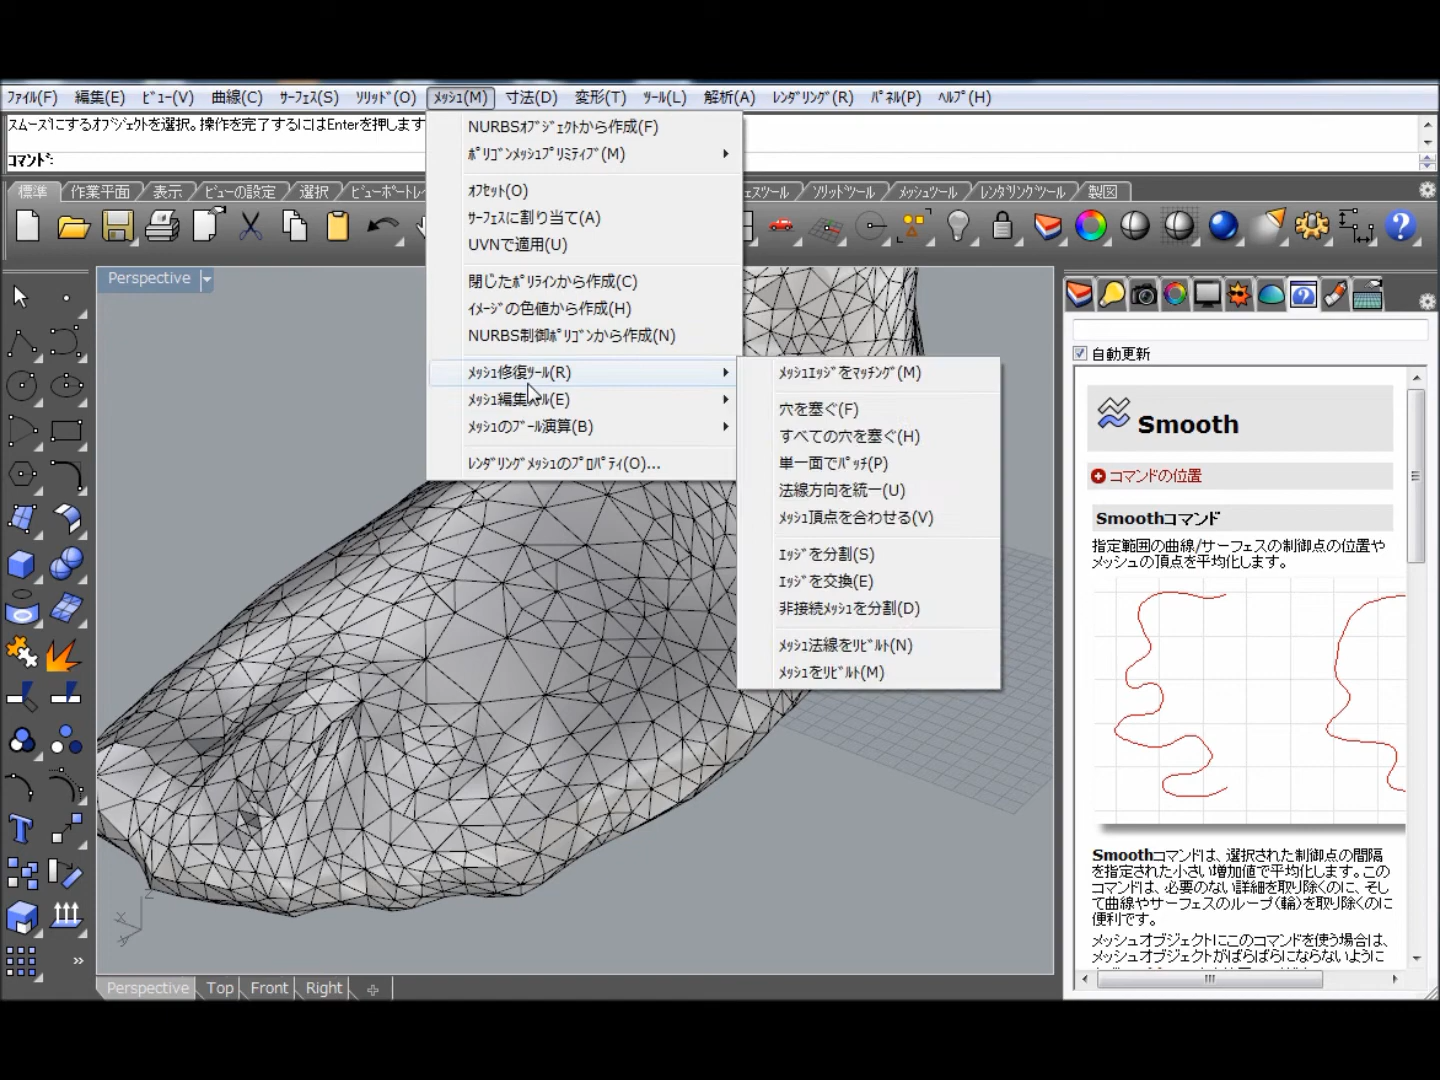 ﾌｧｲﾙ(F) 編集(E) ﾋﾞｭｰ(V) 曲線(C) ｻｰﾌｪｽ(S) ｿﾘｯﾄﾞ(O) ﾒｯｼｭ(M) 寸法(D) 変形(T) ﾂｰﾙ(L) 解析(A) ﾚﾝﾀﾞﾘﾝｸﾞ(R) ﾊﾟﾈﾙ(P) ﾍﾙﾌﾟ(H)
ｽﾑｰｽﾞにするｵﾌﾞｼﾞｪｸﾄを選択。操作を完了するにはEnterを押します
ｺﾏﾝﾄﾞ:
標準 作業平面 表示 ﾋﾞｭｰの設定 選択 ﾋﾞｭｰﾎﾟｰﾄﾚ ｪｽﾂｰﾙ ｿﾘｯﾄﾞﾂｰﾙ ﾒｯｼｭﾂｰﾙ ﾚﾝﾀﾞﾘﾝｸﾞﾂｰﾙ 製図
NURBSｵﾌﾞｼﾞｪｸﾄから作成(F)
ﾎﾟﾘｺﾞﾝﾒｯｼｭﾌﾟﾘﾐﾃｨﾌﾞ(M)
ｵﾌｾｯﾄ(O)
ｻｰﾌｪｽに割り当て(A)
UVNで適用(U)
閉じたﾎﾟﾘﾗｲﾝから作成(C)
ｲﾒｰｼﾞの色値から作成(H)
NURBS制御ﾎﾟﾘｺﾞﾝから作成(N)
ﾒｯｼｭ修復ﾂｰﾙ(R)
ﾒｯｼｭ編集ﾂｰﾙ(E)
ﾒｯｼｭのﾌﾞｰﾙ演算(B)
ﾚﾝﾀﾞﾘﾝｸﾞﾒｯｼｭのﾌﾟﾛﾊﾟﾃｨ(O)...
ﾒｯｼｭｴｯｼﾞをﾏｯﾁﾝｸﾞ(M)
穴を塞ぐ(F)
すべての穴を塞ぐ(H)
単一面でﾊﾟｯﾁ(P)
法線方向を統一(U)
ﾒｯｼｭ頂点を合わせる(V)
ｴｯｼﾞを分割(S)
ｴｯｼﾞを交換(E)
非接続ﾒｯｼｭを分割(D)
ﾒｯｼｭ法線をﾘﾋﾞﾙﾄ(N)
ﾒｯｼｭをﾘﾋﾞﾙﾄ(M)
Perspective
z
x
y
Perspective Top Front Right
自動更新
Smooth
コマンドの位置
Smoothコマンド
指定範囲の曲線/サーフェスの制御点の位置や
メッシュの頂点を平均化します。
Smoothコマンドは、選択された制御点の間隔
を指定された小さい増加値で平均化します。この
コマンドは、必要のない詳細を取り除くのに、そし
て曲線やサーフェスのループ（輪）を取り除くのに
便利です。
メッシュオブジェクトにこのコマンドを使う場合は、
メッシュオブジェクトがばらばらにならないように